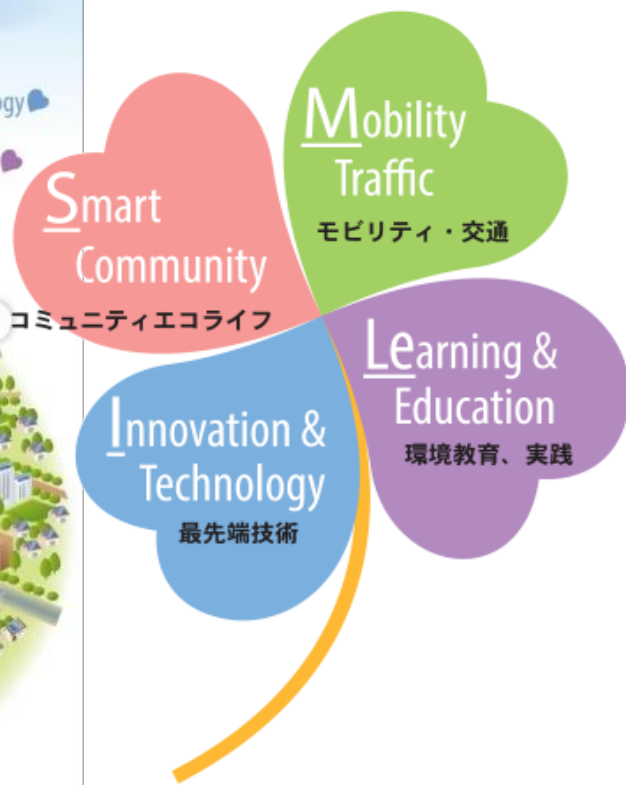 Smart
Community
コミュニティエコライフ
Mobility
Traffic
モビリティ・交通
Innovation &
Technology
最先端技術
Learning &
Education
環境教育、実践